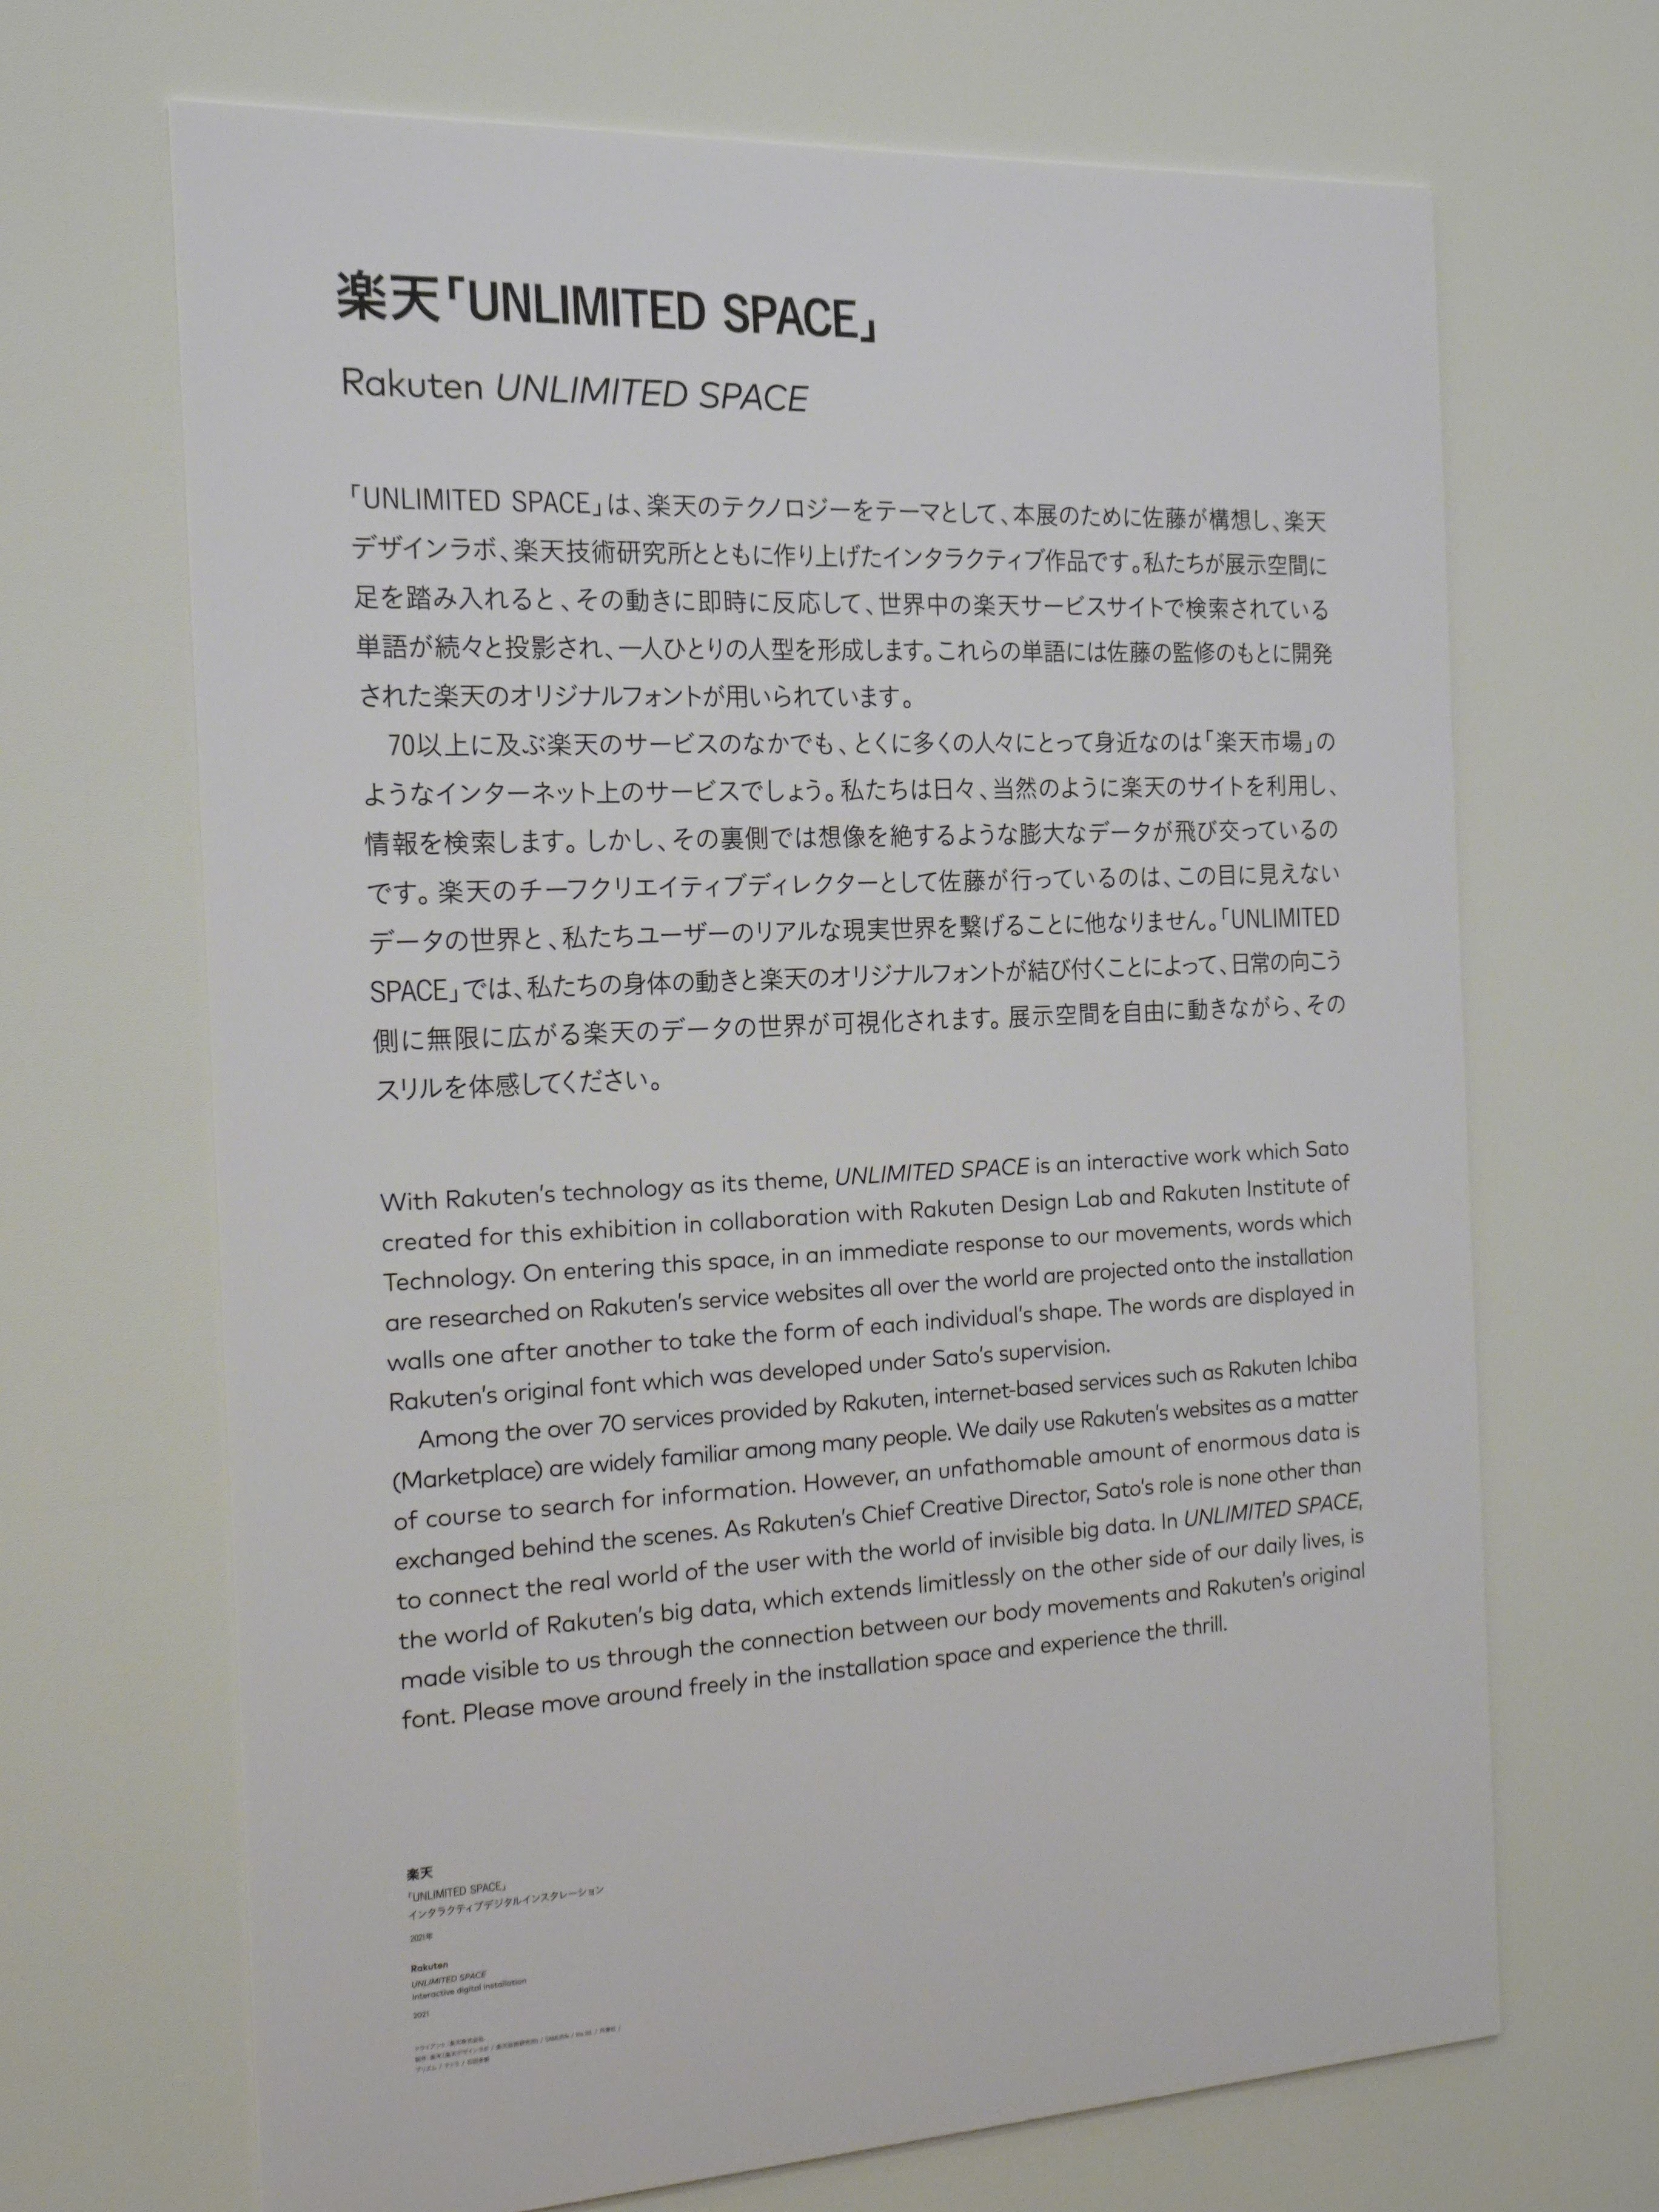 楽天「UNLIMITED SPACE」
Rakuten UNLIMITED SPACE
「UNLIMITED SPACE」は、楽天のテクノロジーをテーマとして、本展のために佐藤が構想し、楽天
デザインラボ、楽天技術研究所とともに作り上げたインタラクティブ作品です。私たちが展示空間に
足を踏み入れると、その動きに即時に反応して、世界中の楽天サービスサイトで検索されている
単語が続々と投影され、一人ひとりの人型を形成します。これらの単語には佐藤の監修のもとに開発
された楽天のオリジナルフォントが用いられています。
70以上に及ぶ楽天のサービスのなかでも、とくに多くの人々にとって身近なのは「楽天市場」の
ようなインターネット上のサービスでしょう。私たちは日々、当然のように楽天のサイトを利用し、
情報を検索します。しかし、その裏側では想像を絶するような膨大なデータが飛び交っているの
です。楽天のチーフクリエイティブディレクターとして佐藤が行っているのは、この目に見えない
データの世界と、私たちユーザーのリアルな現実世界を繋げることに他なりません。「UNLIMITED
SPACE」では、私たちの身体の動きと楽天のオリジナルフォントが結び付くことによって、日常の向こう
側に無限に広がる楽天のデータの世界が可視化されます。展示空間を自由に動きながら、その
スリルを体感してください。
With Rakuten's technology as its theme, UNLIMITED SPACE is an interactive work which Sato
created for this exhibition in collaboration with Rakuten Design Lab and Rakuten Institute of
Technology. On entering this space, in an immediate response to our movements, words which
are researched on Rakuten's service websites all over the world are projected onto the installation
walls one after another to take the form of each individual's shape. The words are displayed in
Rakuten's original font which was developed under Sato's supervision.
Among the over 70 services provided by Rakuten, internet-based services such as Rakuten Ichiba
(Marketplace) are widely familiar among many people. We daily use Rakuten's websites as a matter
of course to search for information. However, an unfathomable amount of enormous data is
exchanged behind the scenes. As Rakuten's Chief Creative Director, Sato's role is none other than
to connect the real world of the user with the world of invisible big data. In UNLIMITED SPACE,
the world of Rakuten's big data, which extends limitlessly on the other side of our daily lives, is
made visible to us through the connection between our body movements and Rakuten's original
font. Please move around freely in the installation space and experience the thrill.
楽天
「UNLIMITED SPACE」
インタラクティブデジタルインスタレーション
2021年
Rakuten
UNLIMITED SPACE
Interactive digital installation
2021